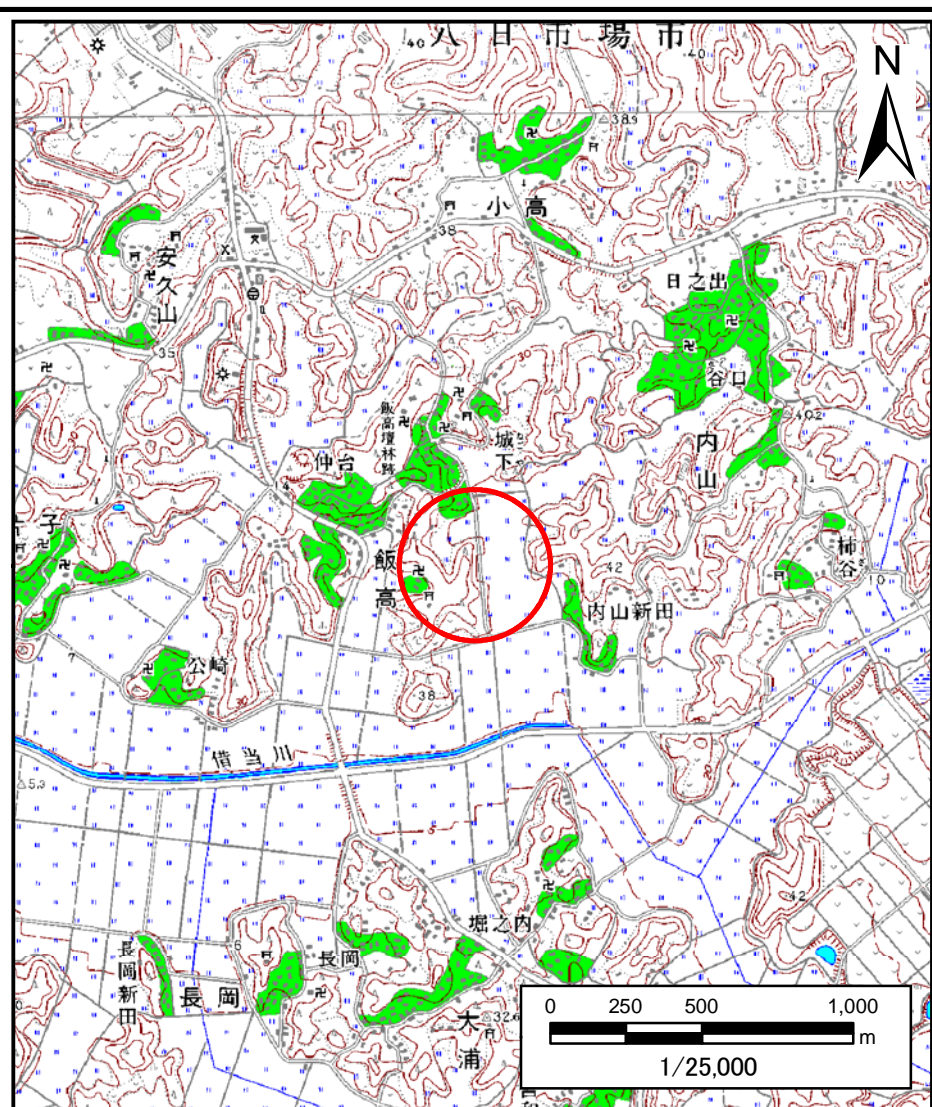 八日市場市
40
40
N
38.9
小高
38
安久山
日之出
35
30
谷口
飯高壇林跡
城下
402
内山
仲台
子
飯高
42
柿谷
10
内山新田
7
公崎
30
38
借当川
5.3
5
42
堀之内
6
長岡
長岡新田
長岡
大浦
32.6
0 250 500 1,000
m
1/25,000